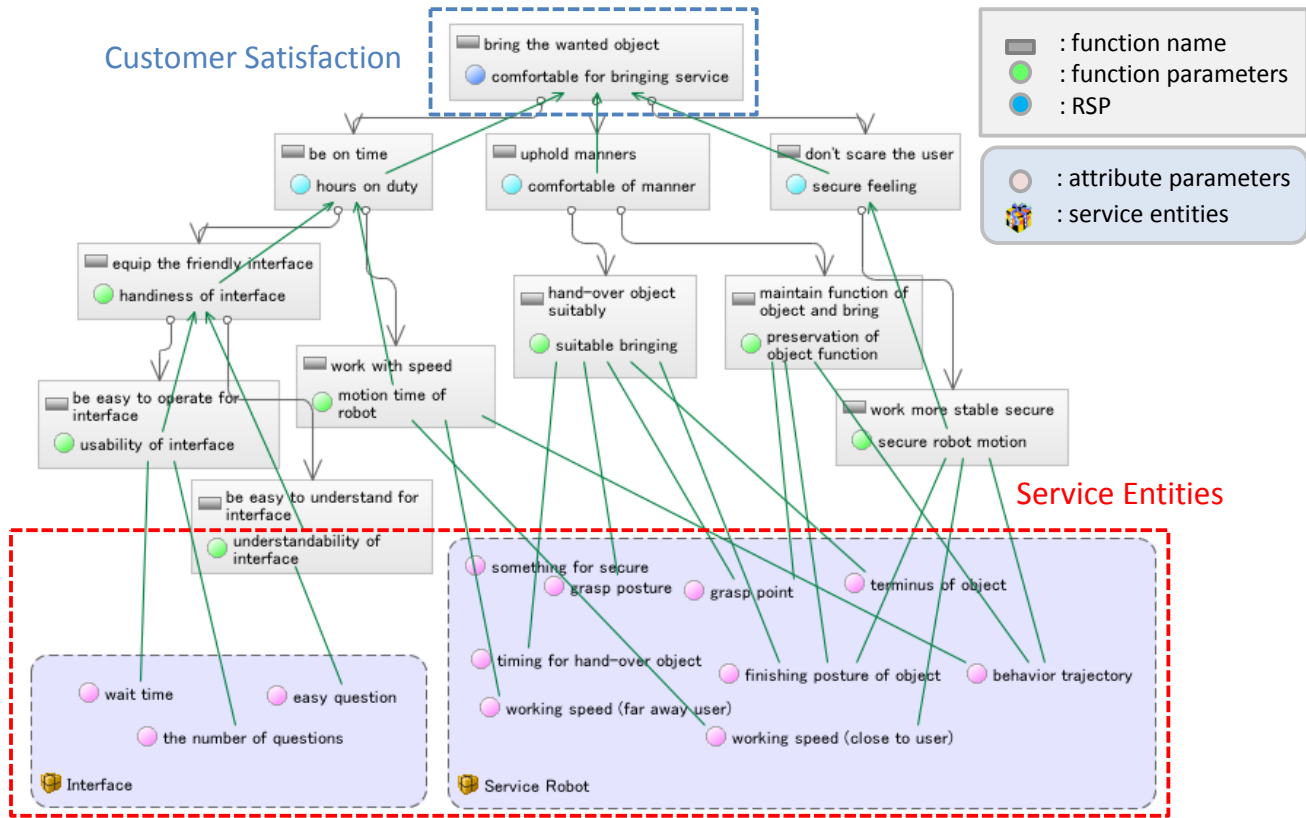 Customer Satisfaction
bring the wanted object
comfortable for bringing service
: function name
: function parameters
: RSP
: attribute parameters
: service entities
be on time
hours on duty
uphold manners
comfortable of manner
don't scare the user
secure feeling
equip the friendly interface
handiness of interface
hand-over object
suitably
suitable bringing
maintain function of
object and bring
preservation of
object function
work with speed
motion time of
robot
be easy to operate for
interface
usability of interface
work more stable secure
secure robot motion
be easy to understand for
interface
understandability of
interface
Service Entities
something for secure
grasp posture
grasp point
terminus of object
timing for hand-over object
finishing posture of object
behavior trajectory
working speed (far away user)
working speed (close to user)
Service Robot
wait time
easy question
the number of questions
Interface